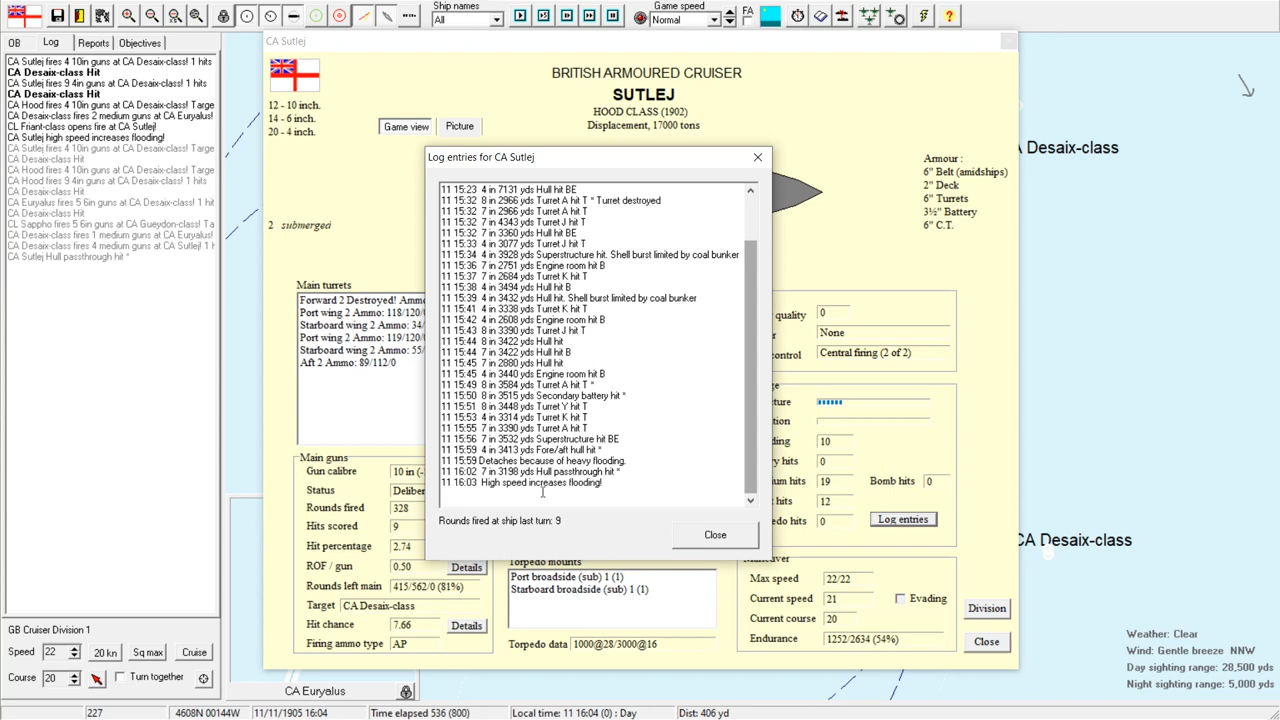 Ship names
All
Game speed
Normal
FA
OB
Log
Reports
Objectives
CA Sutlej fires 4 10in guns at CA Desaix-class! 1 hits
CA Desaix-class Hit
CA Sutlej fires 9 4in guns at CA Desaix-class! 1 hits
CA Desaix-class Hit
CA Hood fires 4 10in guns at CA Desaix-class! Targe
CA Desaix-class fires 2 medium guns at CA Euryalus!
CL Friant-class opens fire at CA Sutlej!
CA Sutlej high speed increases flooding!
CA Sutlej fires 4 10in guns at CA Desaix-class! Targe
CA Desaix-class Hit
CA Hood fires 4 10in guns at CA Desaix-class! Targe
CA Hood fires 9 4in guns at CA Desaix-class! 1 hits
CA Desaix-class Hit
CA Euryalus fires 5 6in guns at CA Desaix-class! 1 h
CA Desaix-class Hit
CL Sappho fires 5 6in guns at CA Gueydon-class! Ta
CA Desaix-class fires 1 medium guns at CA Euryalus!
CA Desaix-class fires 4 medium guns at CA Sutlej! 1 h
CA Sutlej Hull passthrough hit *
GB Cruiser Division 1
Speed
22
20 kn
Sq max
Cruise
Course
20
Turn together
CA Sutlej
BRITISH ARMOURED CRUISER
SUTLEJ
HOOD CLASS (1902)
Displacement, 17000 tons
12 - 10 inch.
14 - 6 inch.
20 - 4 inch.
Game view
Picture
2 submerged
Armour :
6" Belt (amidships)
2" Deck
6" Turrets
3½" Battery
6" C.T.
CA Desaix-class
CA Desaix-class
Main turrets
Forward 2 Destroyed! Ammo
Port wing 2 Ammo: 118/120/
Starboard wing 2 Ammo: 34/
Port wing 2 Ammo: 119/120/
Starboard wing 2 Ammo: 55/
Aft 2 Ammo: 89/112/0
Main guns
Gun calibre
10 in (-
Status
Deliber
Rounds fired
328
Hits scored
9
Hit percentage
2.74
ROF / gun
0.50
Details
Rounds left main
415/562/0 (81%)
Target
CA Desaix-class
Hit chance
7.66
Details
Firing ammo type
AP
Log entries for CA Sutlej
11 15:23 4 in 7131 yds Hull hit BE
11 15:32 8 in 2966 yds Turret A hit T * Turret destroyed
11 15:32 7 in 2966 yds Turret A hit T
11 15:32 7 in 4343 yds Turret J hit T
11 15:32 7 in 3360 yds Hull hit BE
11 15:33 4 in 3077 yds Turret J hit T
11 15:34 4 in 3928 yds Superstructure hit. Shell burst limited by coal bunker
11 15:36 7 in 2751 yds Engine room hit B
11 15:37 7 in 2684 yds Turret K hit T
11 15:38 4 in 3494 yds Hull hit B
11 15:39 4 in 3432 yds Hull hit. Shell burst limited by coal bunker
11 15:41 4 in 3338 yds Turret K hit T
11 15:42 4 in 2608 yds Engine room hit B
11 15:43 8 in 3390 yds Turret J hit T
11 15:44 8 in 3422 yds Hull hit
11 15:44 7 in 3422 yds Hull hit B
11 15:45 7 in 2880 yds Hull hit
11 15:45 4 in 3440 yds Engine room hit B
11 15:49 8 in 3584 yds Turret A hit T *
11 15:50 8 in 3515 yds Secondary battery hit *
11 15:51 8 in 3448 yds Turret Y hit T
11 15:53 4 in 3314 yds Turret K hit T
11 15:55 7 in 3390 yds Turret A hit T
11 15:56 7 in 3532 yds Superstructure hit BE
11 15:59 4 in 3413 yds Fore/aft hull hit *
11 15:59 Detaches because of heavy flooding.
11 16:02 7 in 3198 yds Hull passthrough hit *
11 16:03 High speed increases flooding!
Rounds fired at ship last turn: 9
Close
Torpedo mounts
Port broadside (sub) 1 (1)
Starboard broadside (sub) 1 (1)
Torpedo data
1000@28/3000@16
quality
0
None
control
Central firing (2 of 2)
10
hits
0
19
Bomb hits
0
12
hits
0
Log entries
Maneuver
Max speed
22/22
Current speed
21
Evading
Current course
20
Endurance
1252/2634 (54%)
Division
Close
CA Euryalus
Weather: Clear
Wind: Gentle breeze NNW
Day sighting range: 28,500 yds
Night sighting range: 5,000 yds
227
4608N 00144W
11/11/1905 16:04
Time elapsed 536 (800)
Local time: 11 16:04 (0) : Day
Dist: 406 yd